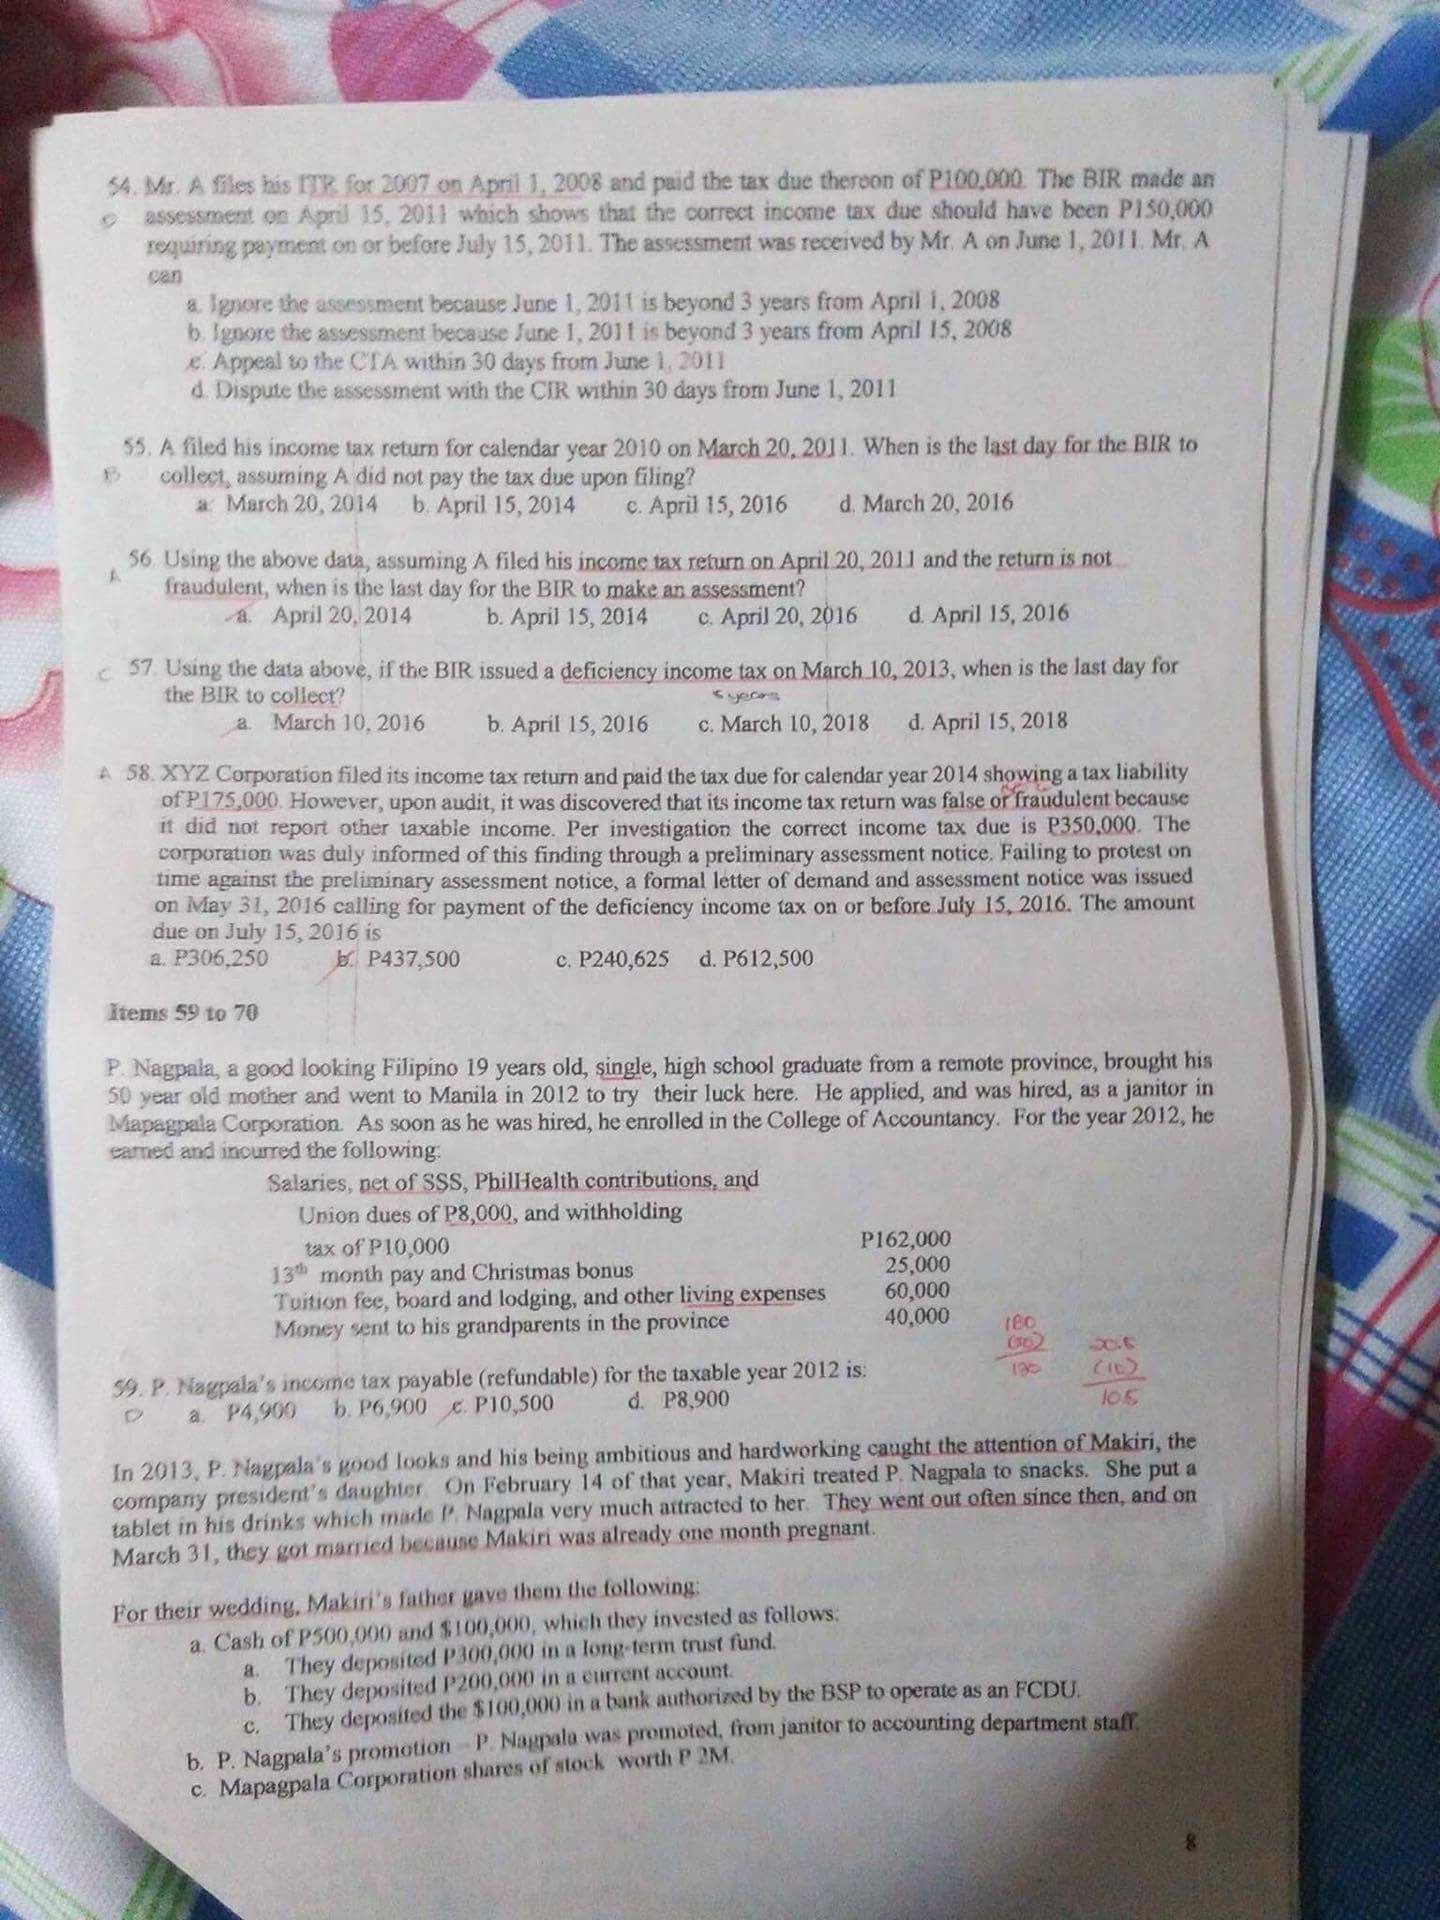 54. Mr. A files his ITR for 2007 on April 1, 2008 and paid the tax due thereon of P100,000. The BIR made an
assessment on April 15, 2011 which shows that the correct income tax due should have been P150,000
requiring payment on or before July 15, 2011. The assessment was received by Mr. A on June 1, 2011. Mr. A
can
a. Ignore the assessment because June 1, 2011 is beyond 3 years from April 1, 2008
b. Ignore the assessment because June 1, 2011 is beyond 3 years from April 15, 2008
c. Appeal to the CTA within 30 days from June 1, 2011
d. Dispute the assessment with the CIR within 30 days from June 1, 2011
55. A filed his income tax return for calendar year 2010 on March 20, 2011. When is the last day for the BIR to
B collect, assuming A did not pay the tax due upon filing?
a. March 20, 2014 b. April 15, 2014 c. April 15, 2016 d. March 20, 2016
56. Using the above data, assuming A filed his income tax return on April 20, 2011 and the return is not
A fraudulent, when is the last day for the BIR to make an assessment?
a. April 20, 2014 b. April 15, 2014 c. April 20, 2016 d. April 15, 2016
C 57. Using the data above, if the BIR issued a deficiency income tax on March 10, 2013, when is the last day for
the BIR to collect? 5 years
a. March 10, 2016 b. April 15, 2016 c. March 10, 2018 d. April 15, 2018
A 58. XYZ Corporation filed its income tax return and paid the tax due for calendar year 2014 showing a tax liability
of P175,000. However, upon audit, it was discovered that its income tax return was false or fraudulent because
it did not report other taxable income. Per investigation the correct income tax due is P350,000. The
corporation was duly informed of this finding through a preliminary assessment notice. Failing to protest on
time against the preliminary assessment notice, a formal letter of demand and assessment notice was issued
on May 31, 2016 calling for payment of the deficiency income tax on or before July 15, 2016. The amount
due on July 15, 2016 is
a. P306,250 b. P437,500 c. P240,625 d. P612,500
Items 59 to 70
P. Nagpala, a good looking Filipino 19 years old, single, high school graduate from a remote province, brought his
50 year old mother and went to Manila in 2012 to try their luck here. He applied, and was hired, as a janitor in
Mapagpala Corporation. As soon as he was hired, he enrolled in the College of Accountancy. For the year 2012, he
earned and incurred the following:
Salaries, net of SSS, PhilHealth contributions, and
Union dues of P8,000, and withholding
tax of P10,000 P162,000
13th month pay and Christmas bonus 25,000
Tuition fee, board and lodging, and other living expenses 60,000
Money sent to his grandparents in the province 40,000
180
(50) 20.5
130 (10)
10.5
59. P. Nagpala's income tax payable (refundable) for the taxable year 2012 is:
D a. P4,900 b. P6,900 c. P10,500 d. P8,900
In 2013, P. Nagpala's good looks and his being ambitious and hardworking caught the attention of Makiri, the
company president's daughter. On February 14 of that year, Makiri treated P. Nagpala to snacks. She put a
tablet in his drinks which made P. Nagpala very much attracted to her. They went out often since then, and on
March 31, they got married because Makiri was already one month pregnant.
For their wedding, Makiri's father gave them the following:
a. Cash of P500,000 and $100,000, which they invested as follows:
a. They deposited P300,000 in a long-term trust fund.
b. They deposited P200,000 in a current account.
c. They deposited the $100,000 in a bank authorized by the BSP to operate as an FCDU.
b. P. Nagpala's promotion – P. Nagpala was promoted, from janitor to accounting department staff.
c. Mapagpala Corporation shares of stock worth P 2M.
8